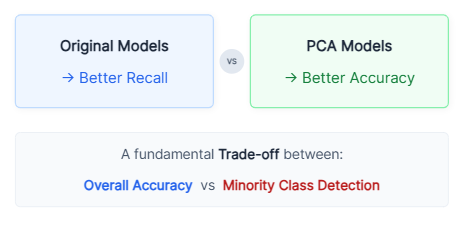 Original Models
→ Better Recall
vs
PCA Models
→ Better Accuracy
A fundamental Trade-off between:
Overall Accuracy vs Minority Class Detection